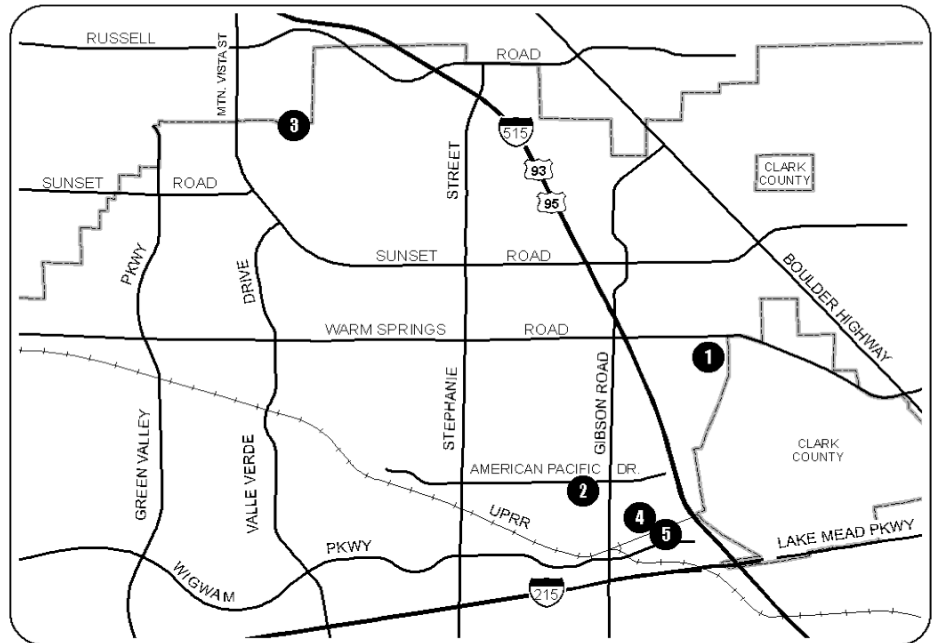 RUSSELL
ROAD
MTN. VISTA ST
3
515
93
95
STREET
CLARK
COUNTY
SUNSET
ROAD
SUNSET
ROAD
PKWY
DRIVE
BOULDER HIGHWAY
WARM SPRINGS
ROAD
1
STEPHANIE
GIBSON ROAD
GREEN VALLEY
VALLE VERDE
CLARK
COUNTY
AMERICAN PACIFIC
DR.
2
UPRR
4
5
LAKE MEAD PKWY
PKWY
WIGWAM
215